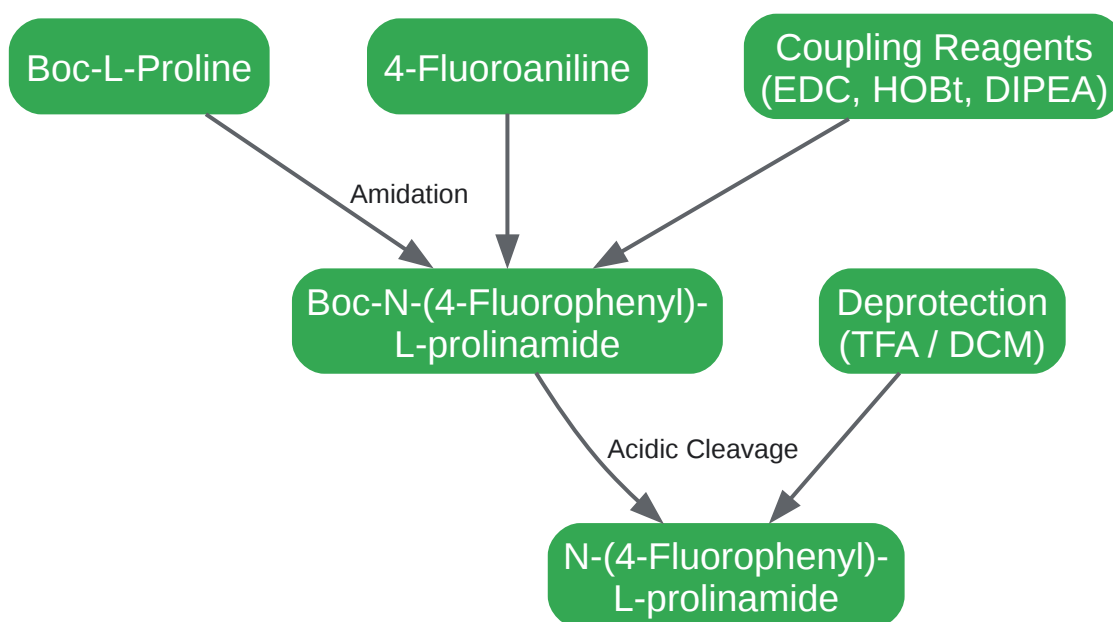 Boc-L-Proline
4-Fluoroaniline
Coupling Reagents
(EDC, HOBt, DIPEA)
Amidation
Boc-N-(4-Fluorophenyl)-
L-prolinamide
Deprotection
(TFA / DCM)
Acidic Cleavage
N-(4-Fluorophenyl)-
L-prolinamide